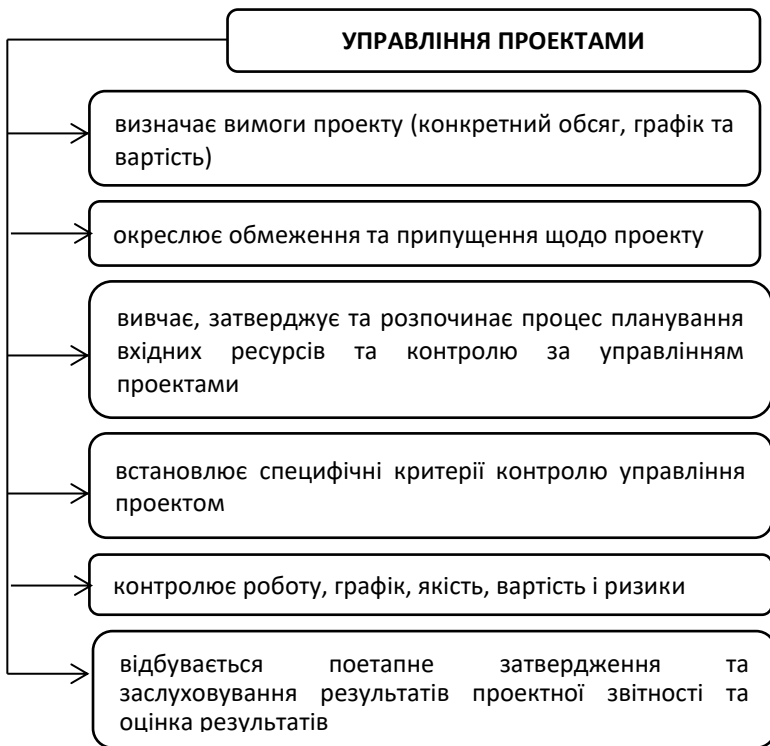 УПРАВЛІННЯ ПРОЕКТАМИ
визначає вимоги проекту (конкретний обсяг, графік та
вартість)
окреслює обмеження та припущення щодо проекту
вивчає, затверджує та розпочинає процес планування
вхідних ресурсів та контролю за управлінням
проектами
встановлює специфічні критерії контролю управління
проектом
контролює роботу, графік, якість, вартість і ризики
відбувається поетапне затвердження та
заслуховування результатів проектної звітності та
оцінка результатів